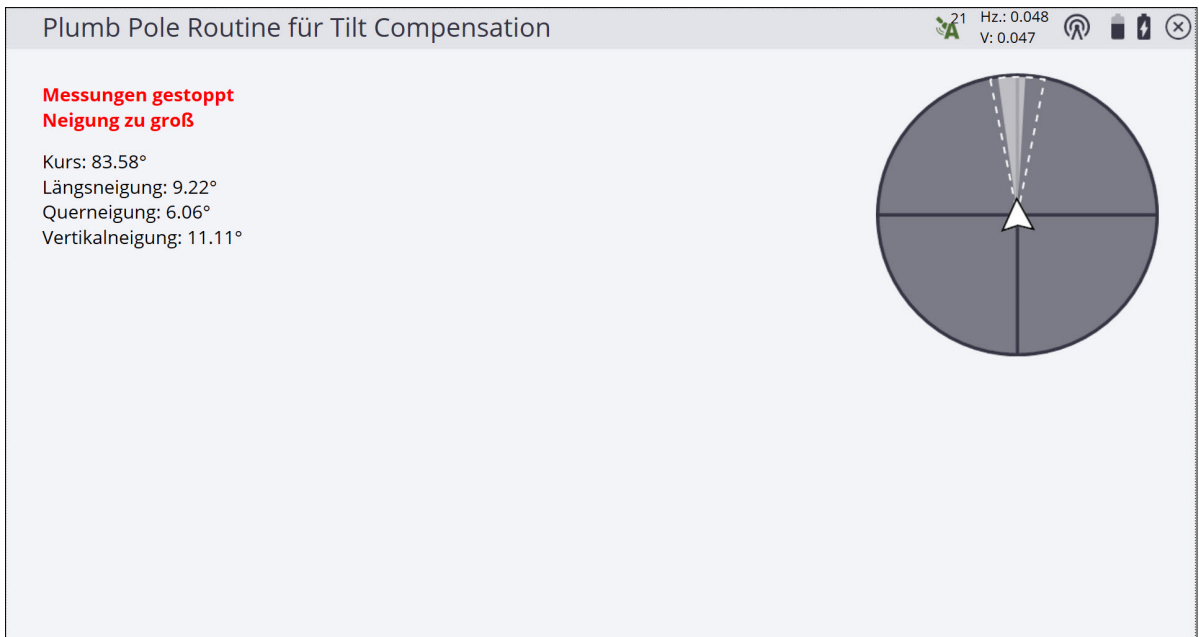 Plumb Pole Routine für Tilt Compensation
21
Hz.: 0.048
V: 0.047
Messungen gestoppt
Neigung zu groß
Kurs: 83.58°
Längsneigung: 9.22°
Querneigung: 6.06°
Vertikalneigung: 11.11°